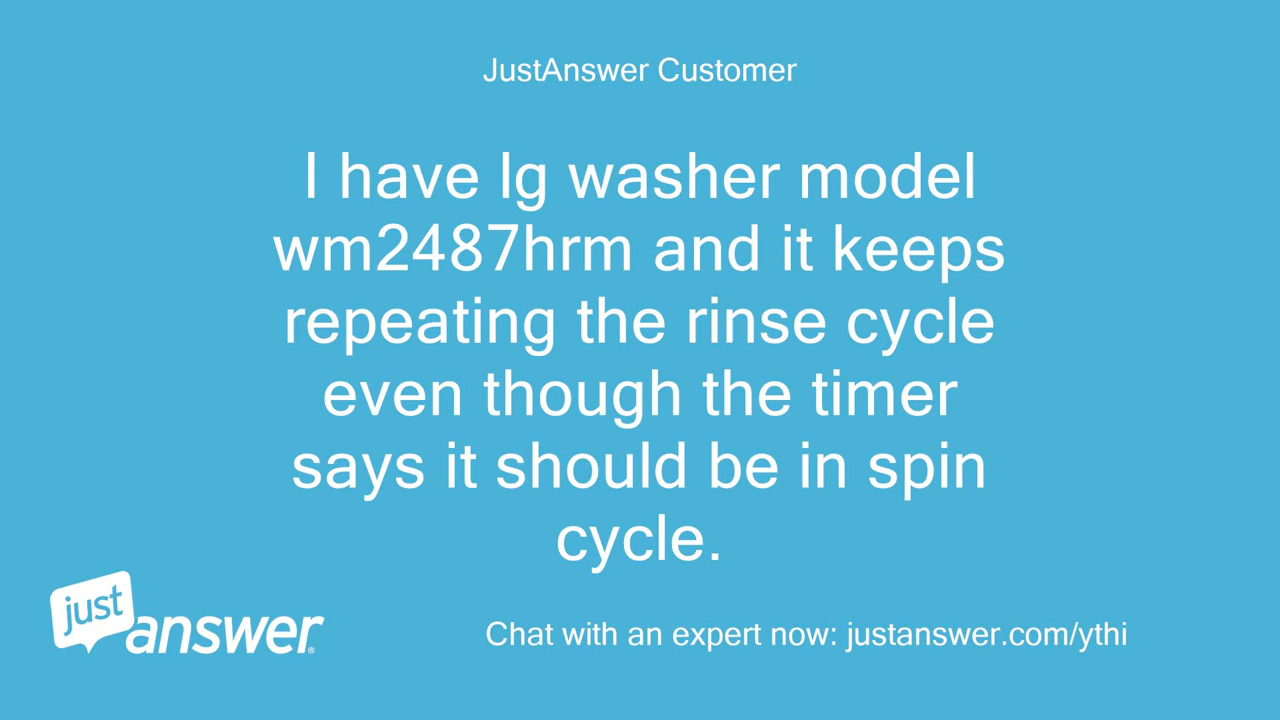 JustAnswer Customer
I have lg washer model
wm2487hrm and it keeps
repeating the rinse cycle
even though the timer
says it should be in spin
cycle.
just
answer®
Chat with an expert now: justanswer.com/ythi